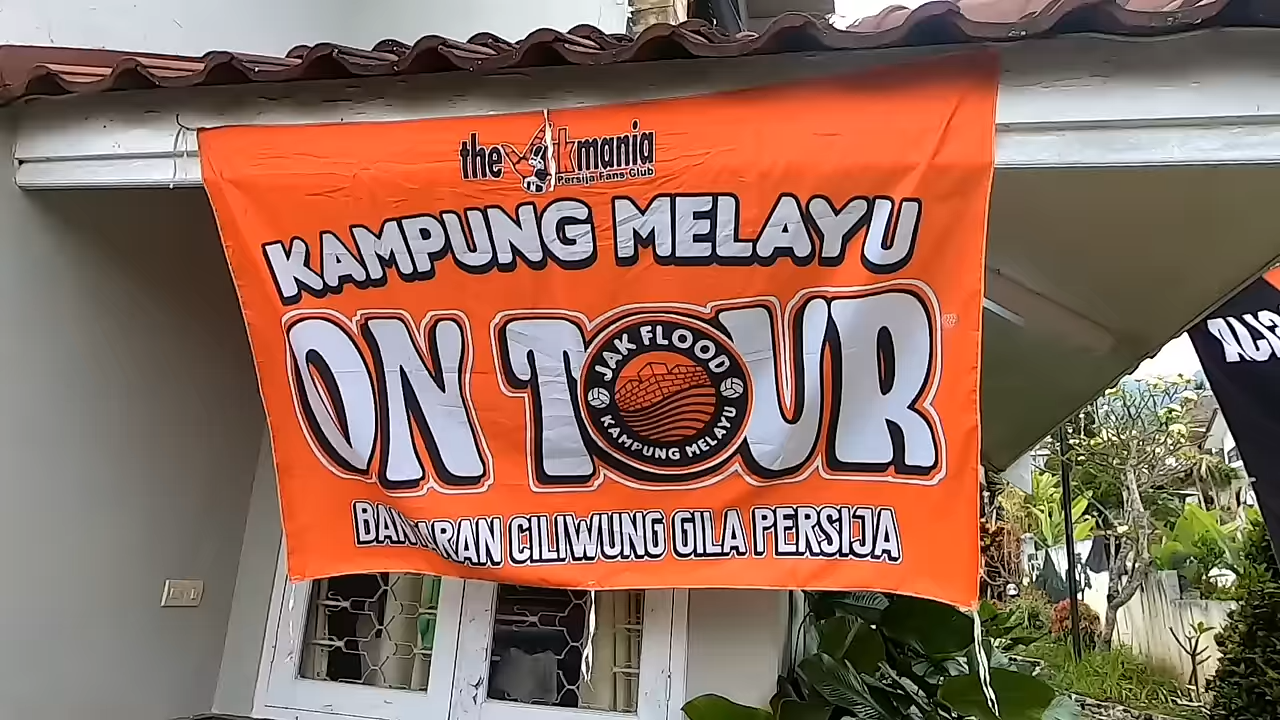 the Jakmania
Persija Fans Club
KAMPUNG MELAYU
ON TOUR
JAK FLOOD
KAMPUNG MELAYU
BANTARAN CILIWUNG GILA PERSIJA